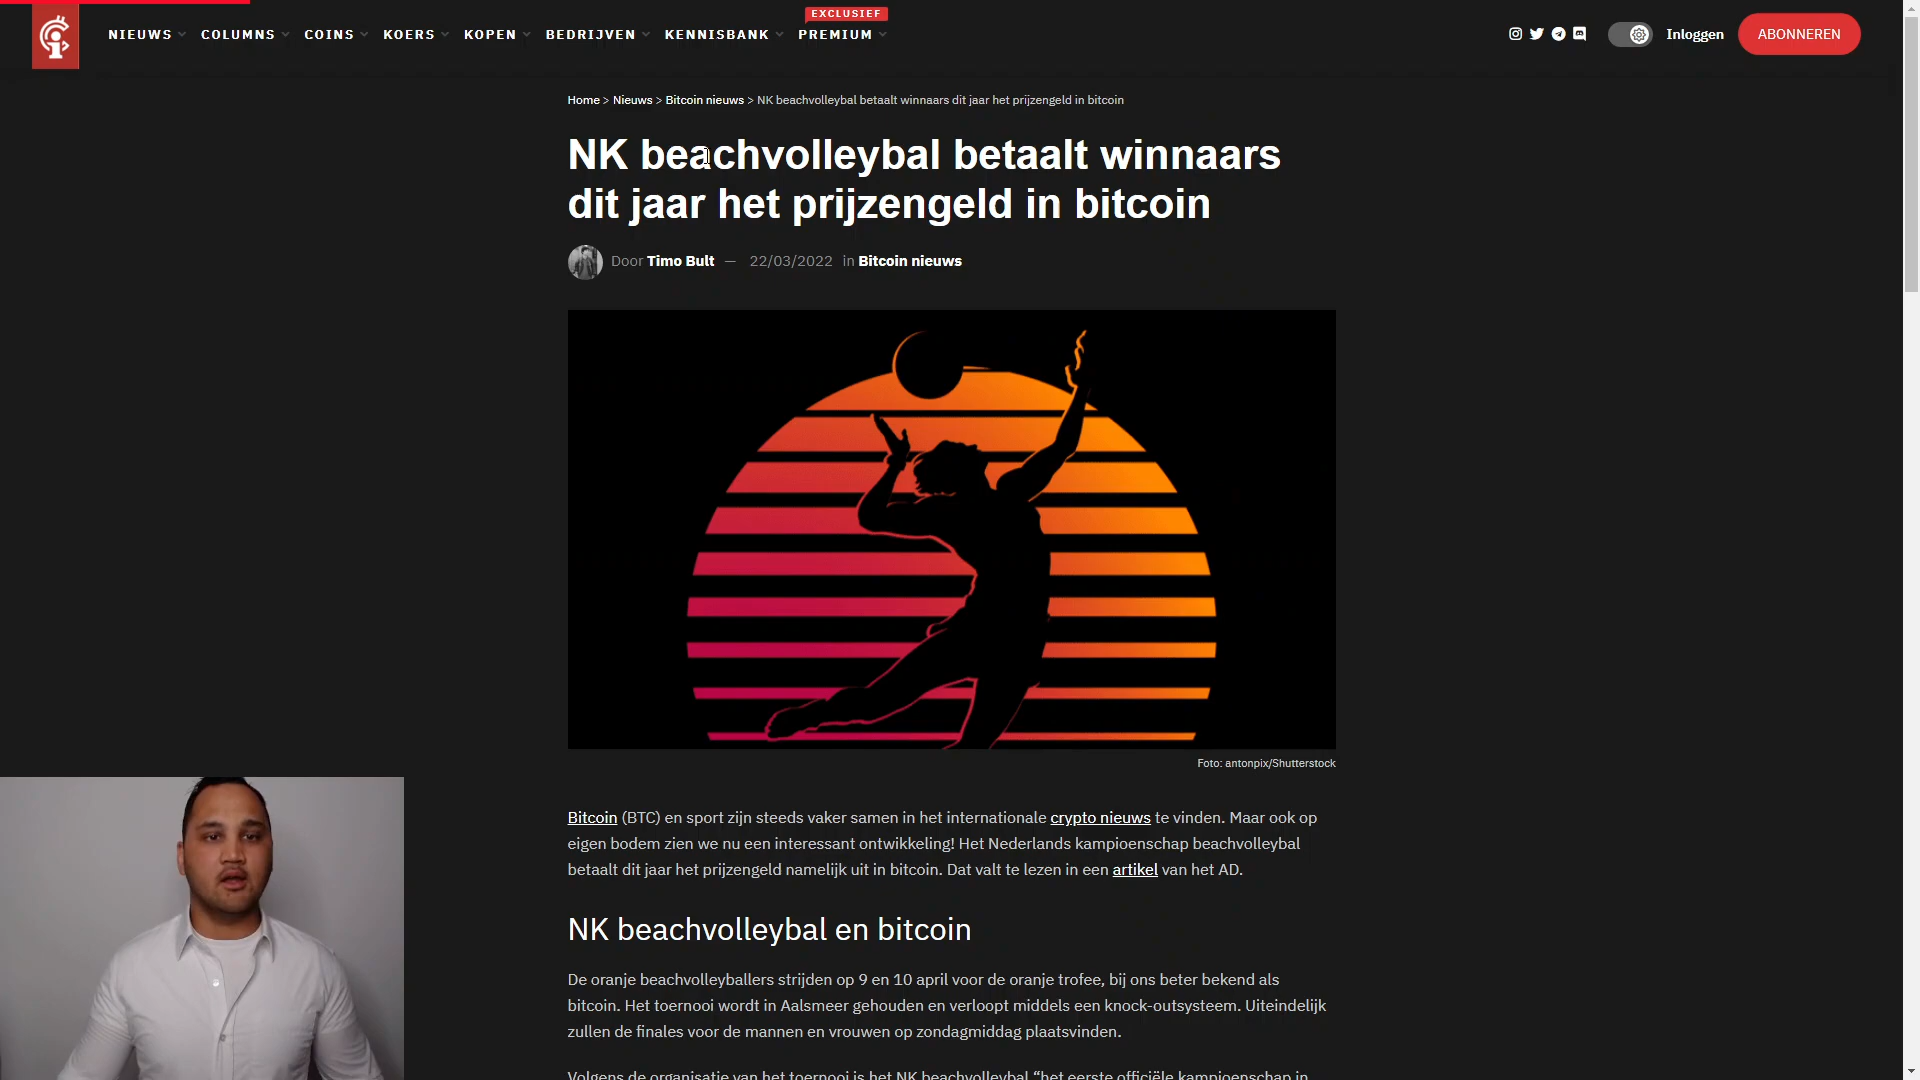 EXCLUSIEF
NIEUWS COLUMNS COINS KOERS KOPEN BEDRIJVEN KENNISBANK PREMIUM
Inloggen
ABONNEREN
Home > Nieuws > Bitcoin nieuws > NK beachvolleybal betaalt winnaars dit jaar het prijzengeld in bitcoin
NK beachvolleybal betaalt winnaars
dit jaar het prijzengeld in bitcoin
Door Timo Bult — 22/03/2022 in Bitcoin nieuws
Foto: antonpix/Shutterstock
Bitcoin (BTC) en sport zijn steeds vaker samen in het internationale crypto nieuws te vinden. Maar ook op
eigen bodem zien we nu een interessant ontwikkeling! Het Nederlands kampioenschap beachvolleybal
betaalt dit jaar het prijzengeld namelijk uit in bitcoin. Dat valt te lezen in een artikel van het AD.
NK beachvolleybal en bitcoin
De oranje beachvolleyballers strijden op 9 en 10 april voor de oranje trofee, bij ons beter bekend als
bitcoin. Het toernooi wordt in Aalsmeer gehouden en verloopt middels een knock-outsysteem. Uiteindelijk
zullen de finales voor de mannen en vrouwen op zondagmiddag plaatsvinden.
Volgens de organisatie van het toernooi is het NK beachvolleybal “het eerste officiële kampioenschap in